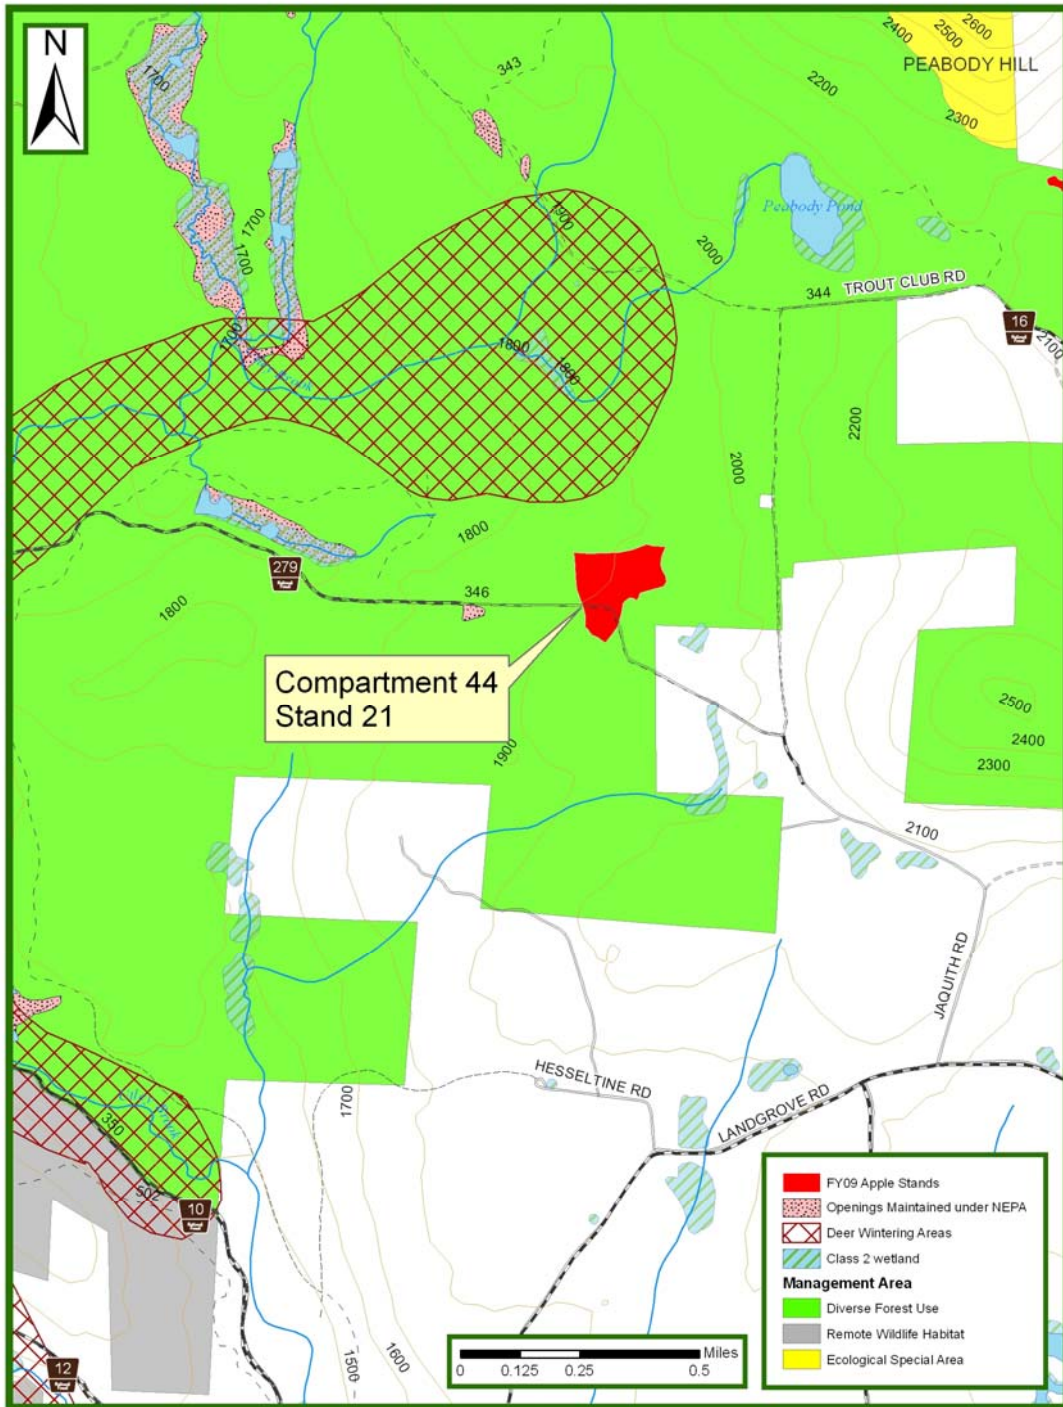 N
2400
2500
2600
PEABODY HILL
343
2200
2300
1700
1700
1700
1900
2000
Peabody Pond
344
TROUT CLUB RD
16
2100
1700
1800
1800
2200
2000
1800
279
346
1800
Compartment 44
Stand 21
1900
2500
2400
2300
2100
JAQUITH RD
HESSELTINE RD
1700
LANDGROVE RD
350
502
10
12
1500
1600
FY09 Apple Stands
Openings Maintained under NEPA
Deer Wintering Areas
Class 2 wetland
Management Area
Diverse Forest Use
Remote Wildlife Habitat
Ecological Special Area
Miles
0 0.125 0.25 0.5